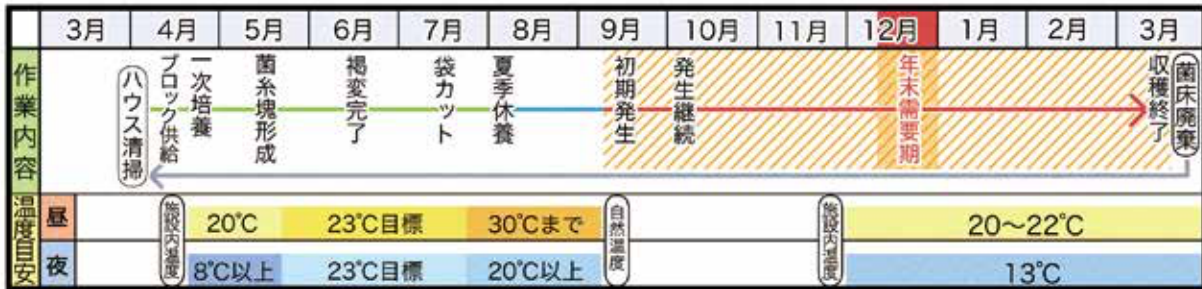 3月 4月 5月 6月 7月 8月 9月 10月 11月 12月 1月 2月 3月
作業内容
ハウス清掃
ブロック供給
一次培養
菌糸塊形成
褐変完了
袋カット
夏季休養
初期発生
発生継続
年末需要期
収穫終了
菌床廃棄
温度目安
昼
施設内温度
20℃ 23℃目標 30℃まで
自然温度
施設内温度
20〜22℃
夜
8℃以上 23℃目標 20℃以上
13℃